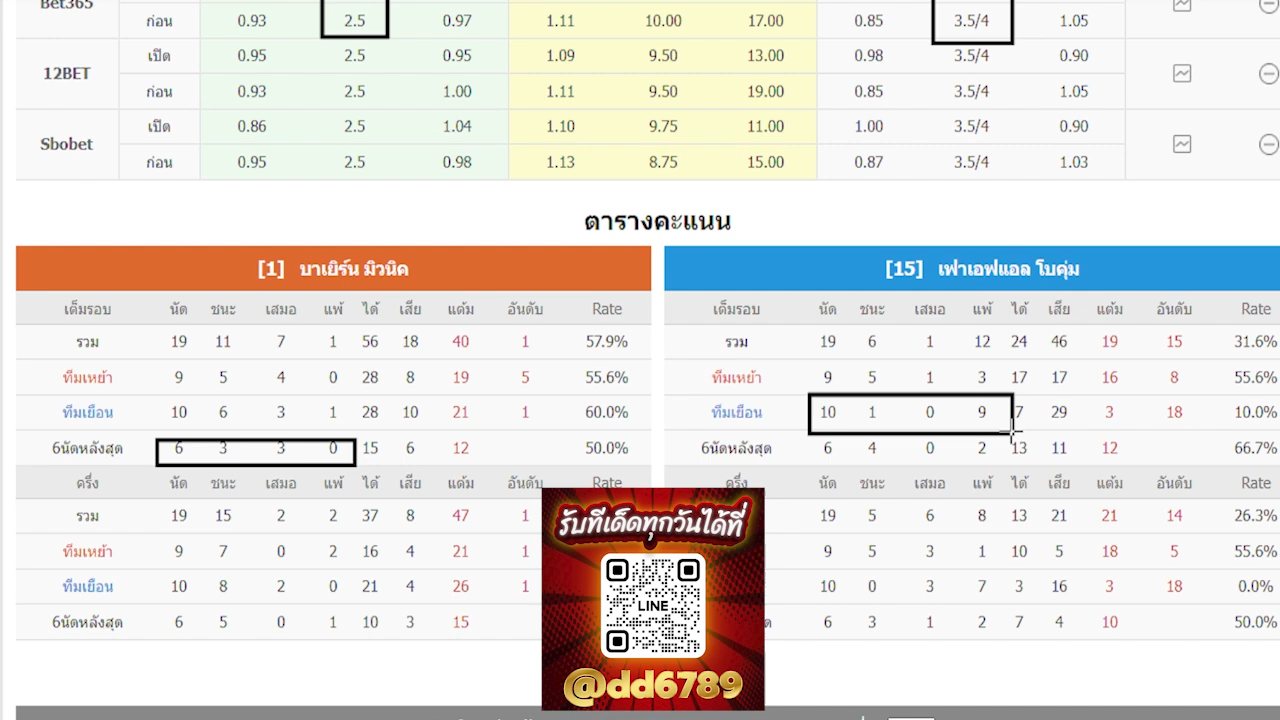 Bet365
ก่อน 0.93 2.5 0.97 1.11 10.00 17.00 0.85 3.5/4 1.05
12BET
เปิด 0.95 2.5 0.95 1.09 9.50 13.00 0.98 3.5/4 0.90
ก่อน 0.93 2.5 1.00 1.11 9.50 19.00 0.85 3.5/4 1.05
Sbobet
เปิด 0.86 2.5 1.04 1.10 9.75 11.00 1.00 3.5/4 0.90
ก่อน 0.95 2.5 0.98 1.13 8.75 15.00 0.87 3.5/4 1.03
ตารางคะแนน
[1] บาเยิร์น มิวนิค
เต็มรอบ นัด ชนะ เสมอ แพ้ ได้ เสีย แต้ม อันดับ Rate
รวม 19 11 7 1 56 18 40 1 57.9%
ทีมเหย้า 9 5 4 0 28 8 19 5 55.6%
ทีมเยือน 10 6 3 1 28 10 21 1 60.0%
6นัดหลังสุด 6 3 3 0 15 6 12 50.0%
ครึ่ง นัด ชนะ เสมอ แพ้ ได้ เสีย แต้ม อันดับ Rate
รวม 19 15 2 2 37 8 47 1
ทีมเหย้า 9 7 0 2 16 4 21 1
ทีมเยือน 10 8 2 0 21 4 26 1
6นัดหลังสุด 6 5 0 1 10 3 15
[15] เฟาเอฟแอล โบคุ่ม
เต็มรอบ นัด ชนะ เสมอ แพ้ ได้ เสีย แต้ม อันดับ Rate
รวม 19 6 1 12 24 46 19 15 31.6%
ทีมเหย้า 9 5 1 3 17 17 16 8 55.6%
ทีมเยือน 10 1 0 9 7 29 3 18 10.0%
6นัดหลังสุด 6 4 0 2 13 11 12 66.7%
ครึ่ง นัด ชนะ เสมอ แพ้ ได้ เสีย แต้ม อันดับ Rate
19 5 6 8 13 21 21 14 26.3%
9 5 3 1 10 5 18 5 55.6%
10 0 3 7 3 16 3 18 0.0%
6 3 1 2 7 4 10 50.0%
รับทีเด็ดทุกวันได้ที่
LINE
@dd6789